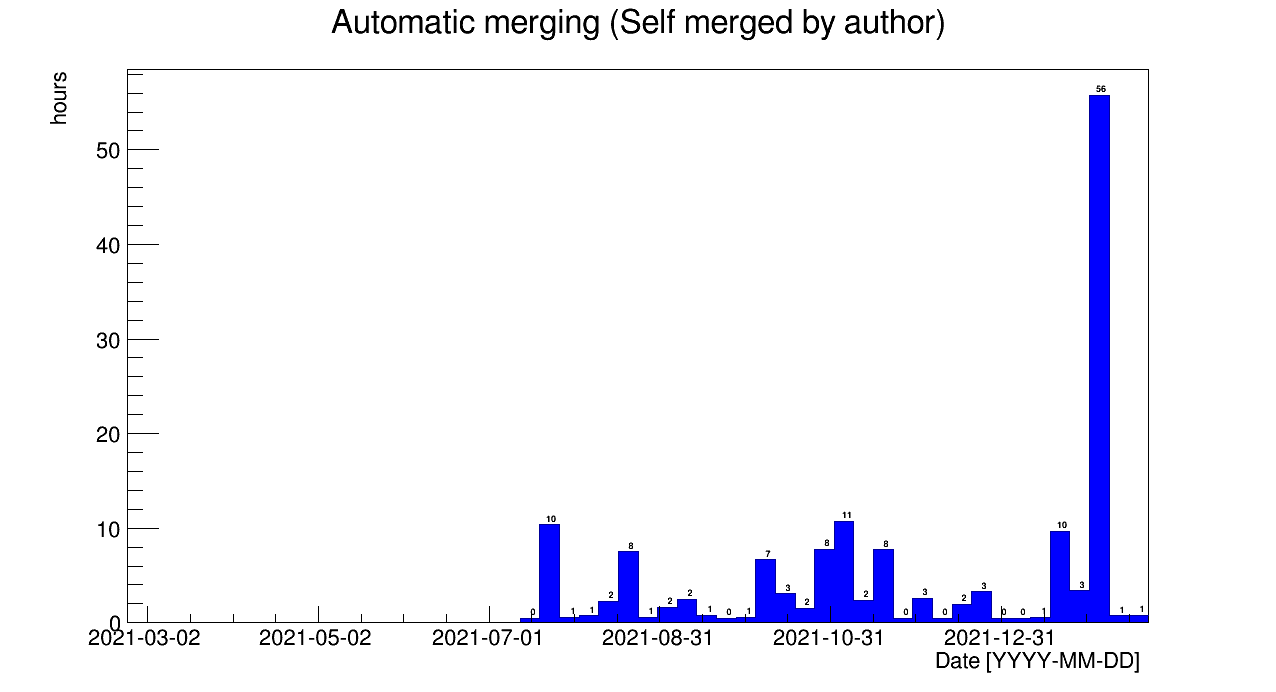 Automatic merging (Self merged by author)
hours
56
50
40
30
20
10
0
10 8 7 8 11 8 10
0 1 1 2 1 2 2 1 0 1 3 2 2 0 3 0 2 3 0 0 1 3 1 1
2021-03-02 2021-05-02 2021-07-01 2021-08-31 2021-10-31 2021-12-31
Date [YYYY-MM-DD]